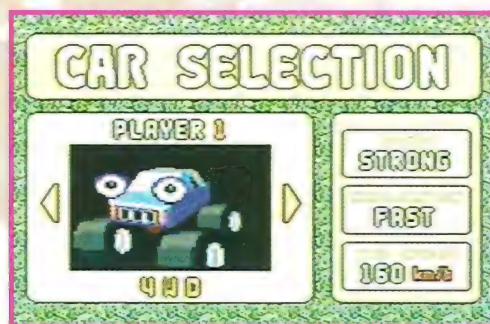 CAR SELECTION
PLAYER 1
4WD
STRONG
FAST
160 km/h